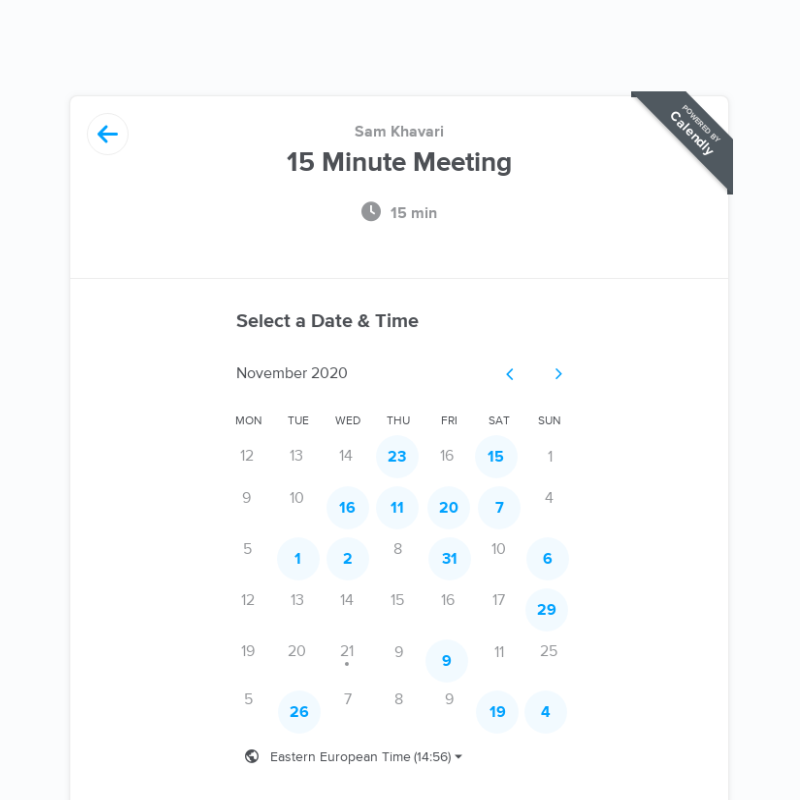 POWERED BY
Calendly
Sam Khavari
15 Minute Meeting
15 min
Select a Date & Time
November 2020
MON TUE WED THU FRI SAT SUN
12 13 14 23 16 15 1
9 10 16 11 20 7 4
5 1 2 8 31 10 6
12 13 14 15 16 17 29
19 20 21 9 9 11 25
5 26 7 8 9 19 4
Eastern European Time (14:56)